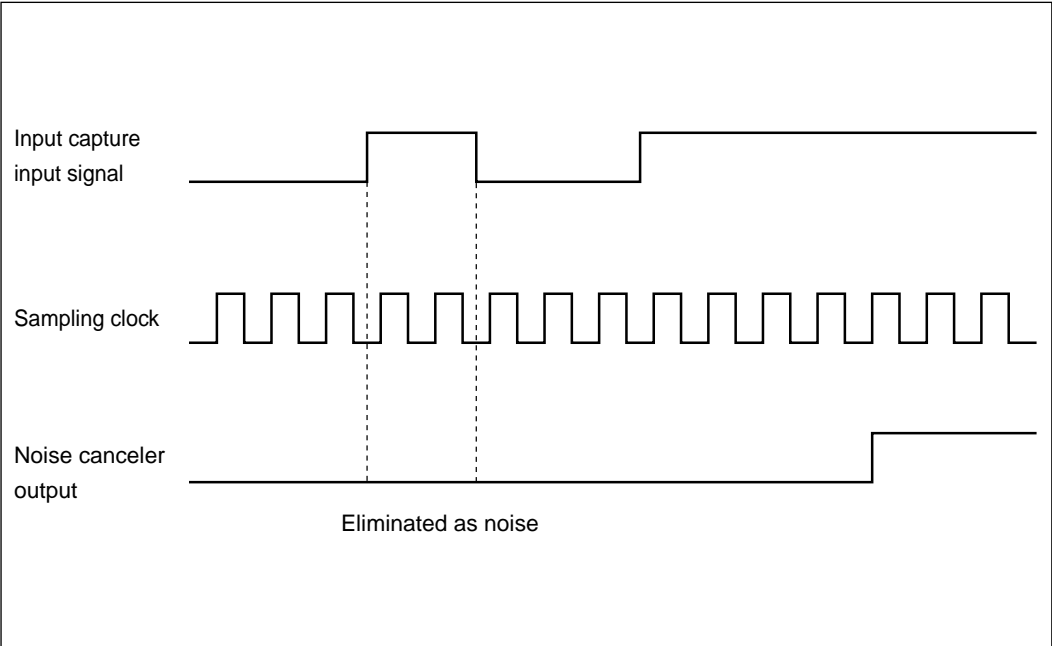 Input capture
input signal
Sampling clock
Noise canceler
output
Eliminated as noise